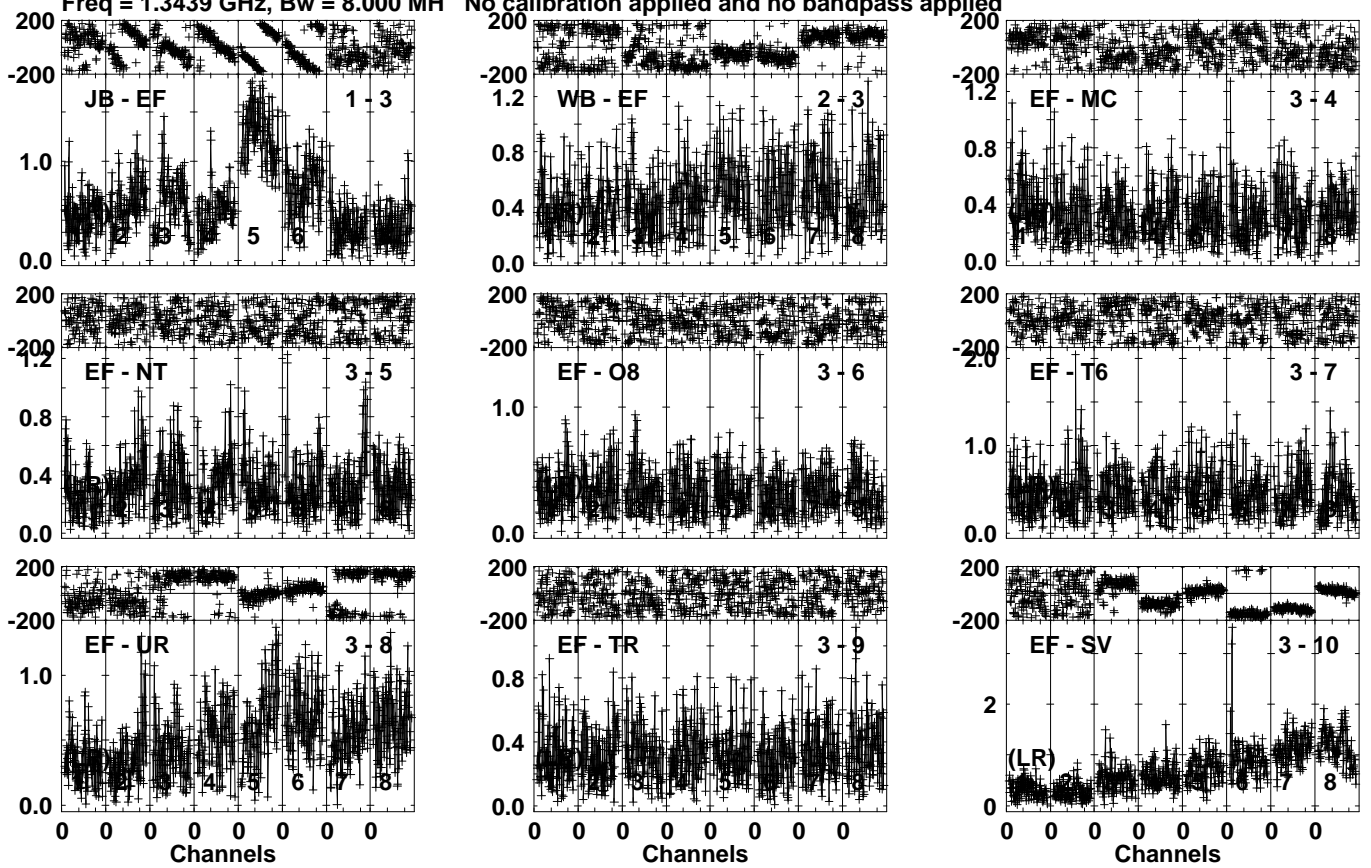 Freq = 1.3439 GHz, Bw = 8.000 MH No calibration applied and no bandpass applied
200 200 200
-200 -200 -200
JB - EF 1 - 3 WB - EF 2 - 3 EF - MC 3 - 4
1.2 1.2
1.0 0.8 0.8
0.4 0.4
2 3 5 6 5 6 7 8
0.0 0.0 0.0
200 200 200
-200 -200 -200
1.2 2.0
EF - NT 3 - 5 EF - O8 3 - 6 EF - T6 3 - 7
0.8 1.0 1.0
0.4
0.0 0.0 0.0
200 200 200
-200 -200 -200
EF - UR 3 - 8 EF - TR 3 - 9 EF - SV 3 - 10
1.0 0.8 2
0.4 (LR)
4 5 6 7 8 6 7 8
0.0 0.0 0
0 0 0 0 0 0 0 0 0 0 0 0 0 0 0 0 0 0 0 0 0 0 0 0
Channels Channels Channels